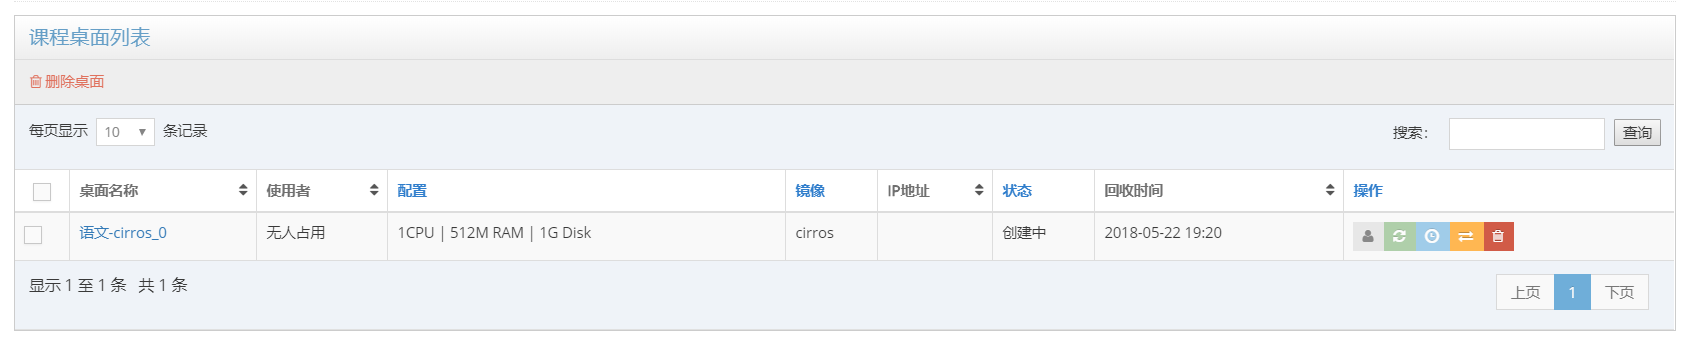 课程桌面列表
删除桌面
每页显示 10 条记录 搜索： 查询
桌面名称 使用者 配置 镜像 IP地址 状态 回收时间 操作
语文-cirros_0 无人占用 1CPU | 512M RAM | 1G Disk cirros 创建中 2018-05-22 19:20
显示 1 至 1 条 共 1 条 上页 1 下页